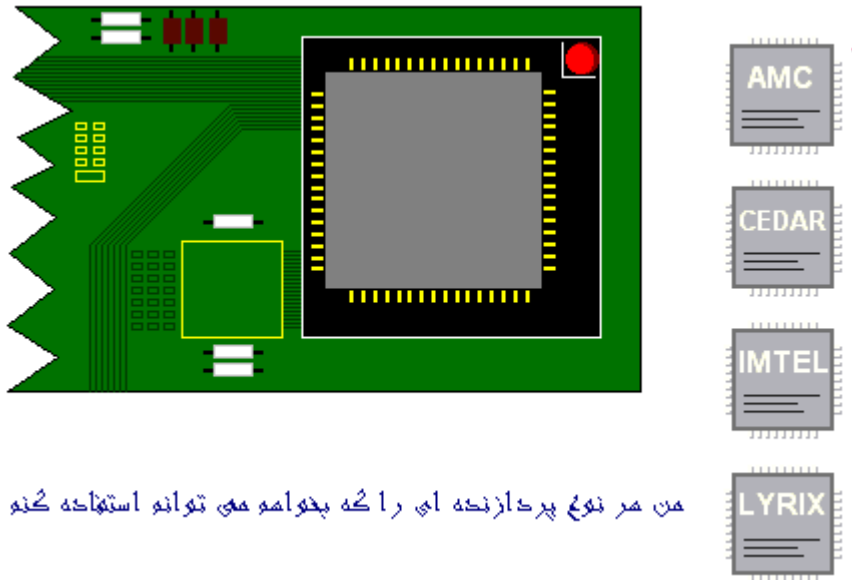 AMC
CEDAR
IMTEL
LYRIX
من هر نوع پردازنده ای را که بخواهم می توانم استفاده کنم